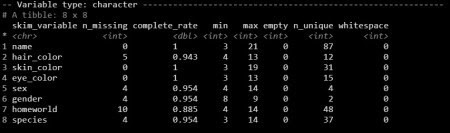 -- Variable type: character --
# A tibble: 8 x 8
skim_variable n_missing complete_rate min max empty n_unique whitespace
* <chr> <int> <dbl> <int> <int> <int> <int> <int>
1 name 0 1 3 21 0 87 0
2 hair_color 5 0.943 4 13 0 12 0
3 skin_color 0 1 3 19 0 31 0
4 eye_color 0 1 3 13 0 15 0
5 sex 4 0.954 4 14 0 4 0
6 gender 4 0.954 8 9 0 2 0
7 homeworld 10 0.885 4 14 0 48 0
8 species 4 0.954 3 14 0 37 0